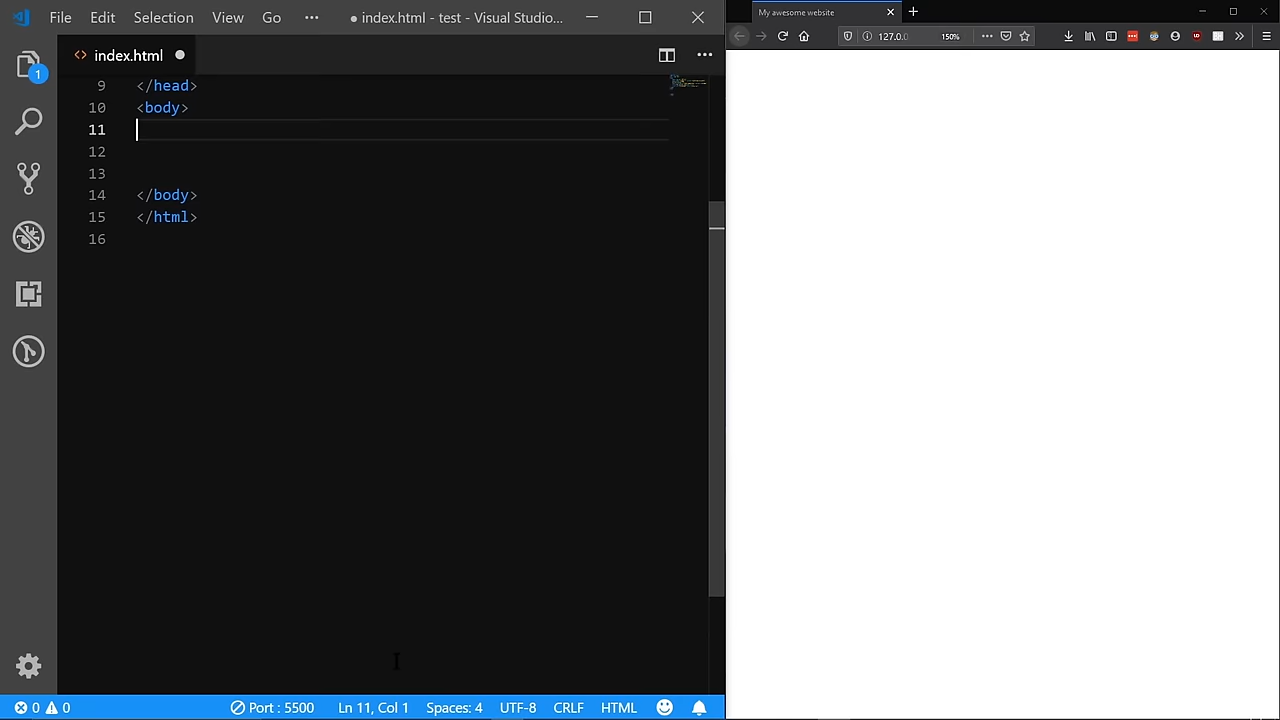 File Edit Selection View Go ··· ● index.html - test - Visual Studio...
My awesome website
127.0.0 150%
1
<> index.html ●
9 </head>
10 <body>
11
12
13
14 </body>
15 </html>
16
0 0 Port : 5500 Ln 11, Col 1 Spaces: 4 UTF-8 CRLF HTML